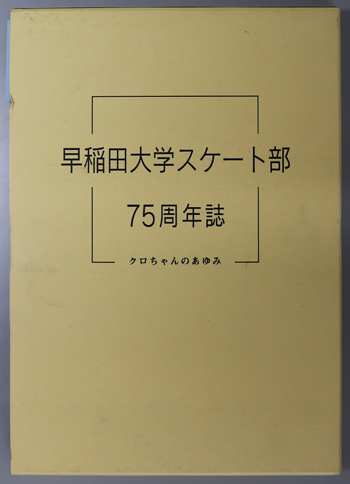 早稲田大学スケート部
75周年誌
クロちゃんのあゆみ